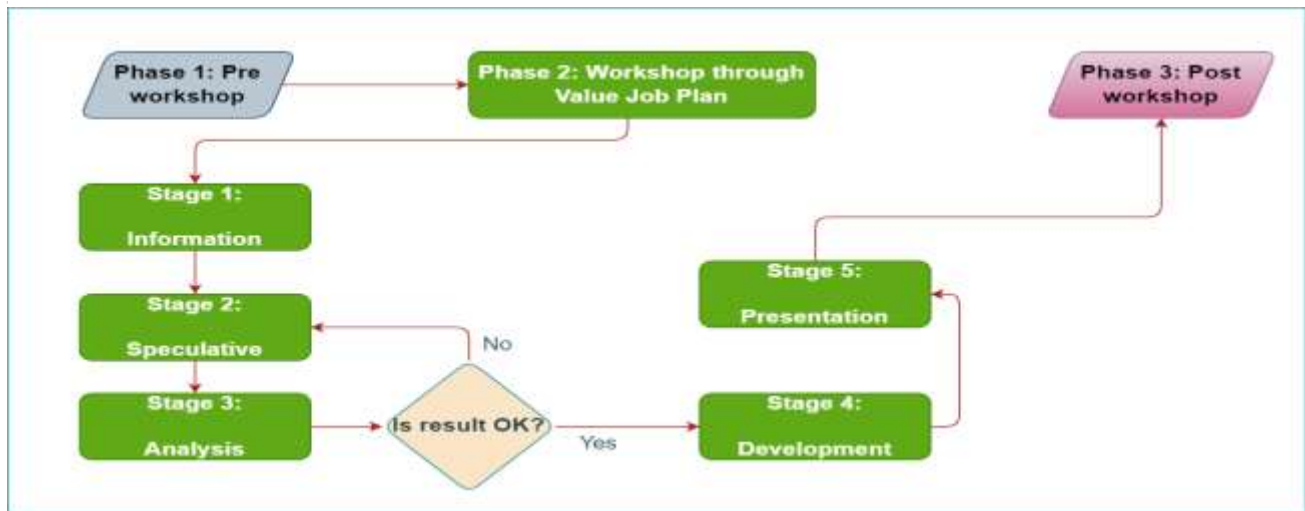 Phase 1: Pre
workshop
Phase 2: Workshop through
Value Job Plan
Phase 3: Post
workshop
Stage 1:
Information
Stage 2:
Speculative
Stage 3:
Analysis
Is result OK?
No
Yes
Stage 4:
Development
Stage 5:
Presentation